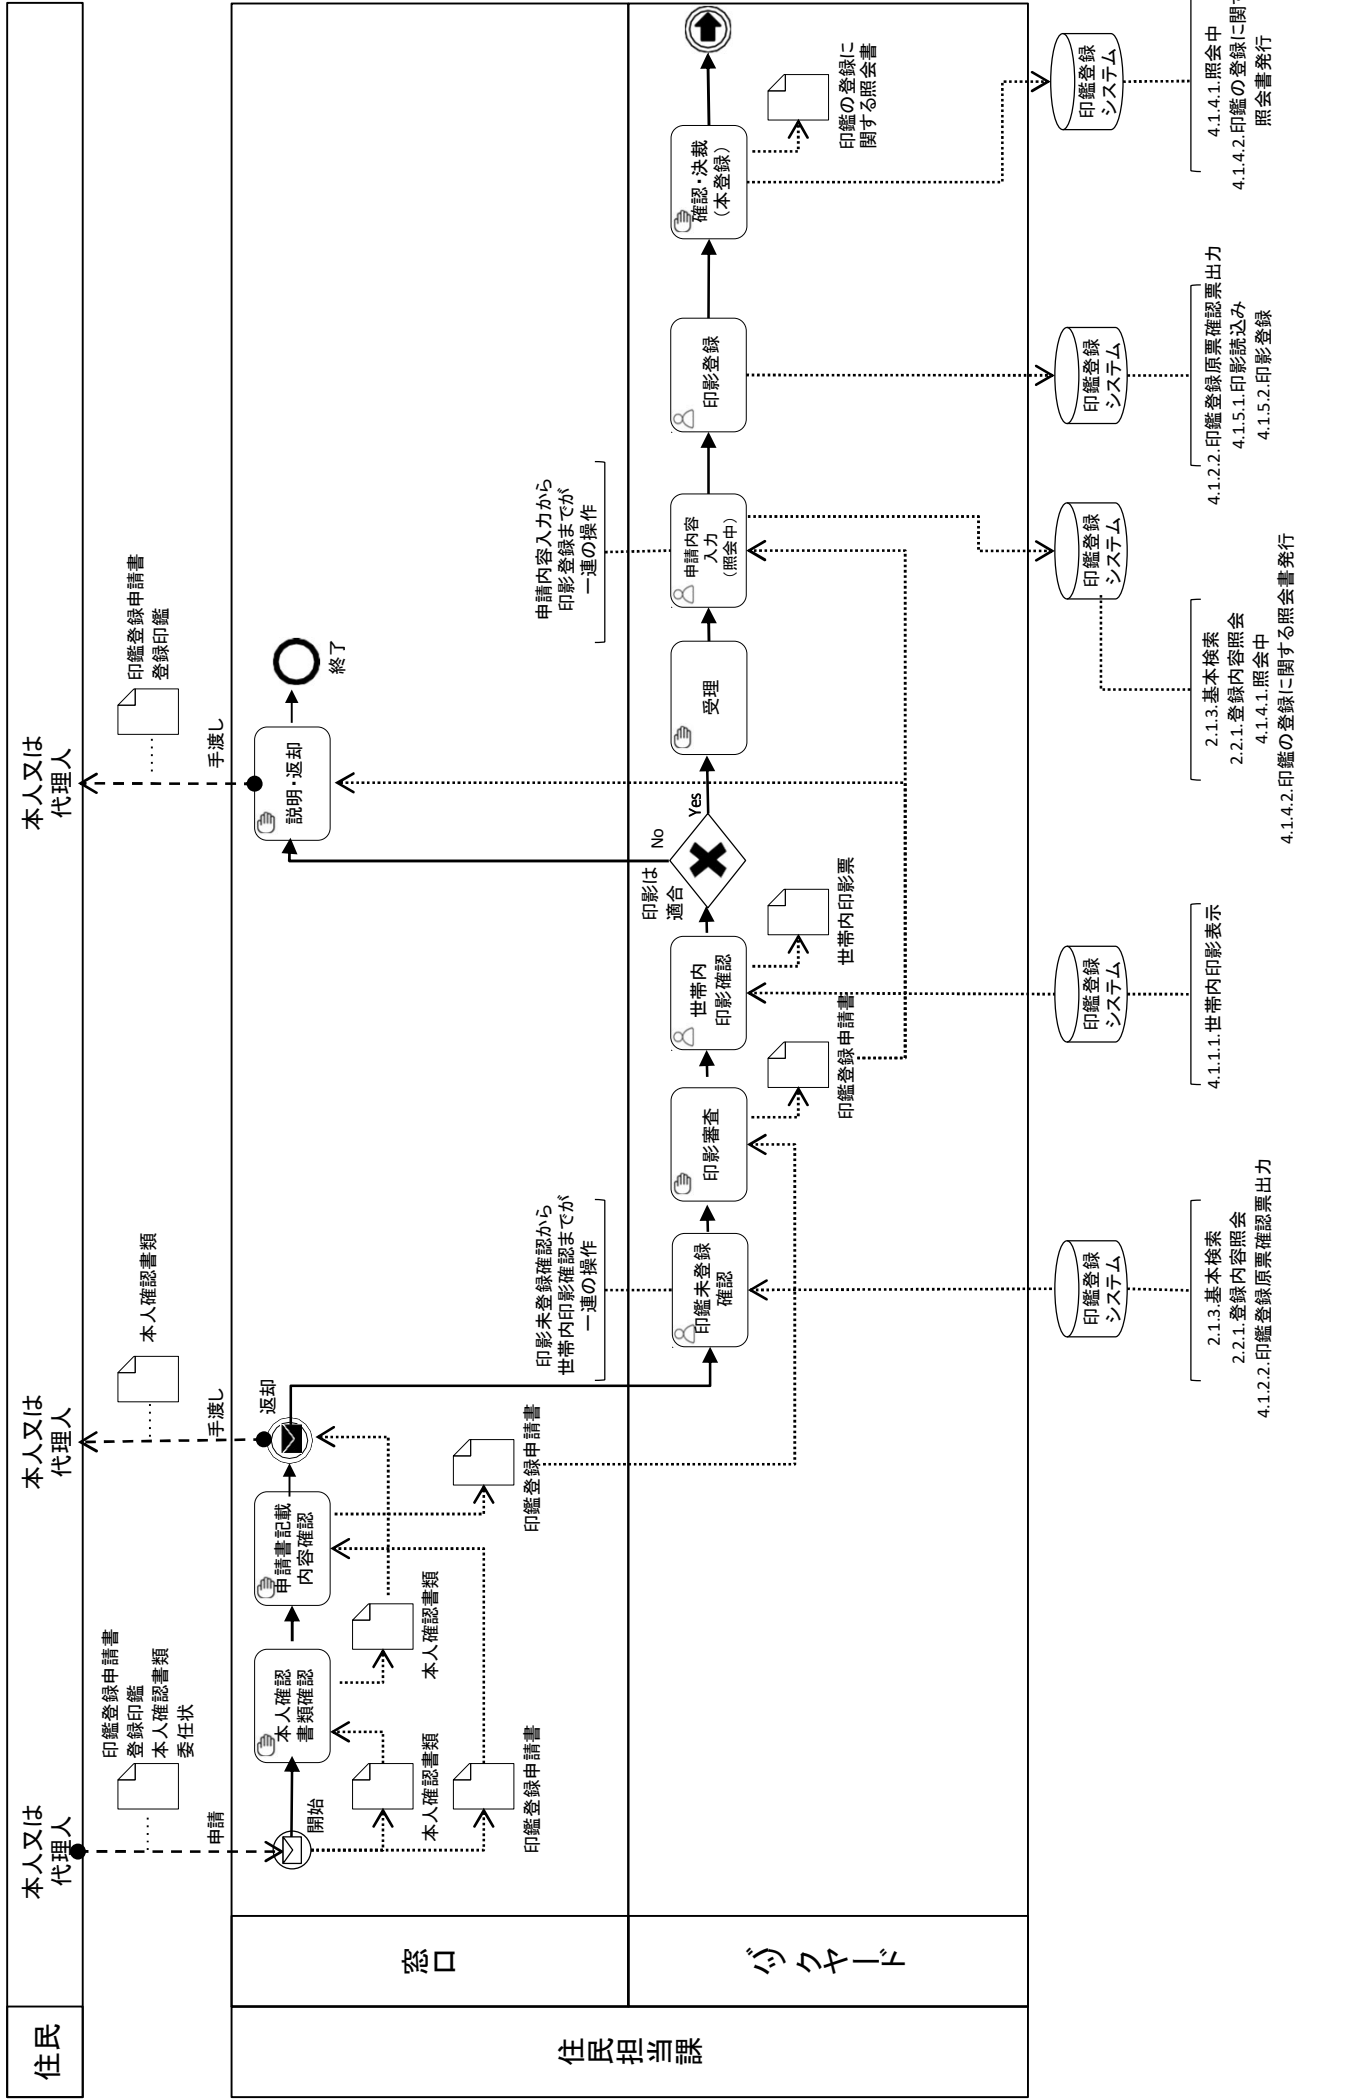 住民
本人又は
代理人
本人又は
代理人
本人又は
代理人
印鑑登録申請書
登録印鑑
本人確認書類
委任状
申請
本人確認書類
手渡し
印鑑登録申請書
登録印鑑
手渡し
住民担当課
窓口
開始
本人確認
書類確認
申請書記載
内容確認
返却
説明・返却
終了
本人確認書類
本人確認書類
印鑑登録申請書
印鑑登録申請書
バックヤード
印影未登録確認から
世帯内印影確認までが
一連の操作
申請内容入力から
印影登録までが
一連の操作
印鑑未登録
確認
印影審査
世帯内
印影確認
印影は
適合
No
Yes
受理
申請内容
入力
（照会中）
印影登録
確認・決裁
（本登録）
印鑑登録申請書
世帯内印影票
印鑑の登録に
関する照会書
印鑑登録
システム
印鑑登録
システム
印鑑登録
システム
印鑑登録
システム
印鑑登録
システム
2.1.3.基本検索
2.2.1.登録内容照会
4.1.2.2.印鑑登録原票確認票出力
4.1.1.1.世帯内印影表示
2.1.3.基本検索
2.2.1.登録内容照会
4.1.4.1.照会中
4.1.4.2.印鑑の登録に関する照会書発行
4.1.2.2.印鑑登録原票確認票出力
4.1.5.1.印影読込み
4.1.5.2.印影登録
4.1.4.1.照会中
4.1.4.2.印鑑の登録に関
照会書発行